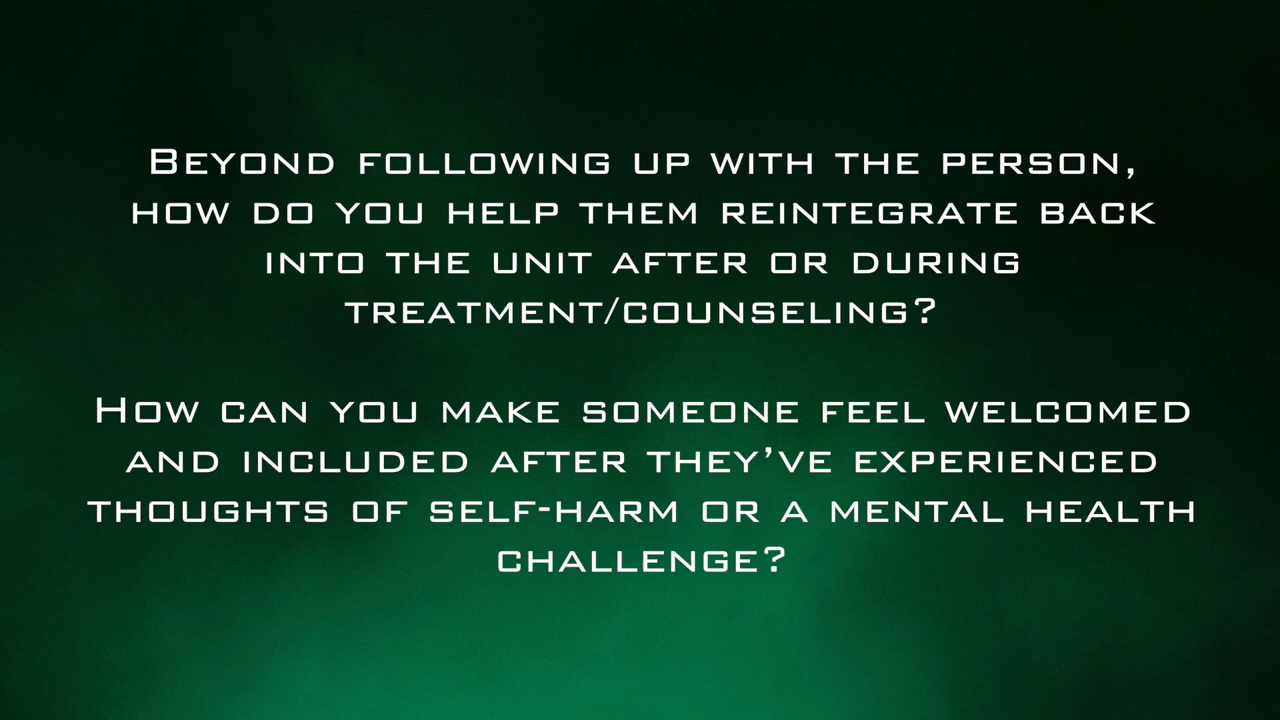 Beyond following up with the person,
how do you help them reintegrate back
into the unit after or during
treatment/counseling?
How can you make someone feel welcomed
and included after they’ve experienced
thoughts of self-harm or a mental health
challenge?